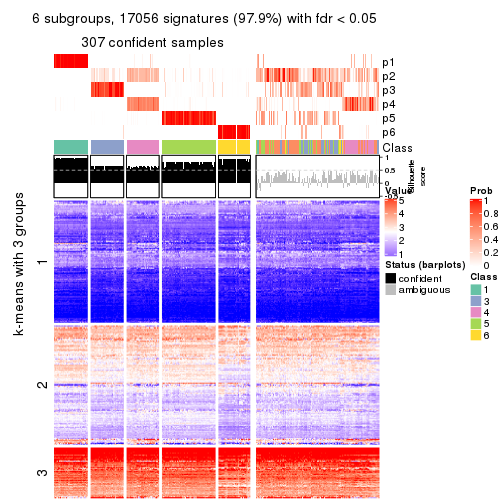 6 subgroups, 17056 signatures (97.9%) with fdr < 0.05
307 confident samples
p1
p2
p3
p4
p5
p6
Class
1
0.5
0
-0.5
Silhouette
score
k-means with 3 groups
1
2
3
Value
5
4
3
2
1
Status (barplots)
confident
ambiguous
Prob
1
0.8
0.6
0.4
0.2
0
Class
1
3
4
5
6